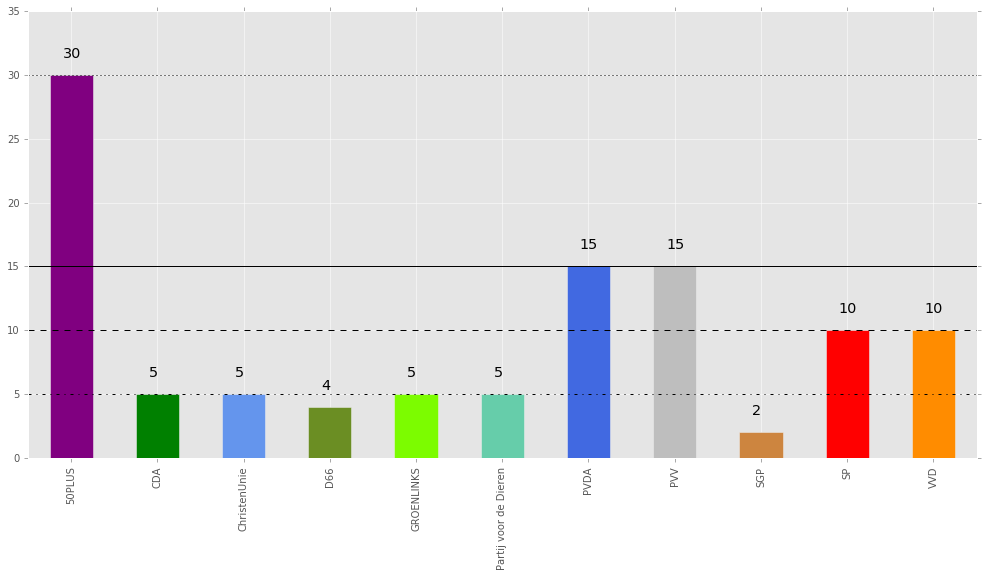 35
30
25
20
15
10
5
0
30
5
5
4
5
5
15
15
2
10
10
50PLUS
CDA
ChristenUnie
D66
GROENLINKS
Partij voor de Dieren
PVDA
PVV
SGP
SP
VVD